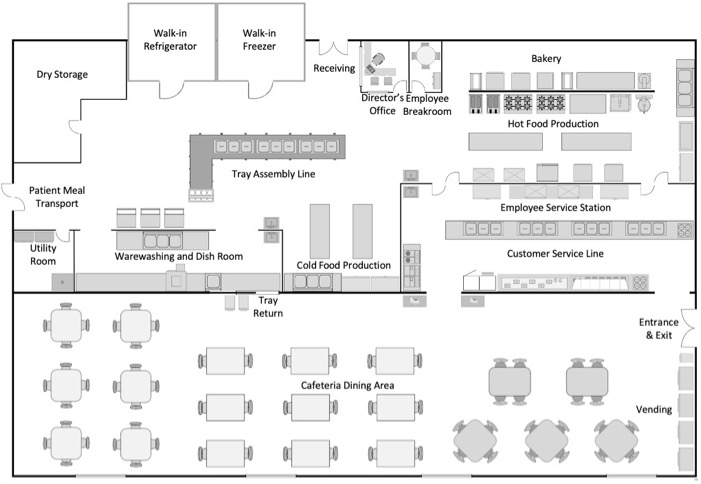 Walk-in
Refrigerator
Walk-in
Freezer
Dry Storage
Receiving
Bakery
Director's
Office
Employee
Breakroom
Hot Food Production
Tray Assembly Line
Patient Meal
Transport
Employee Service Station
Utility
Room
Warewashing and Dish Room
Cold Food Production
Customer Service Line
Tray
Return
Entrance
& Exit
Cafeteria Dining Area
Vending